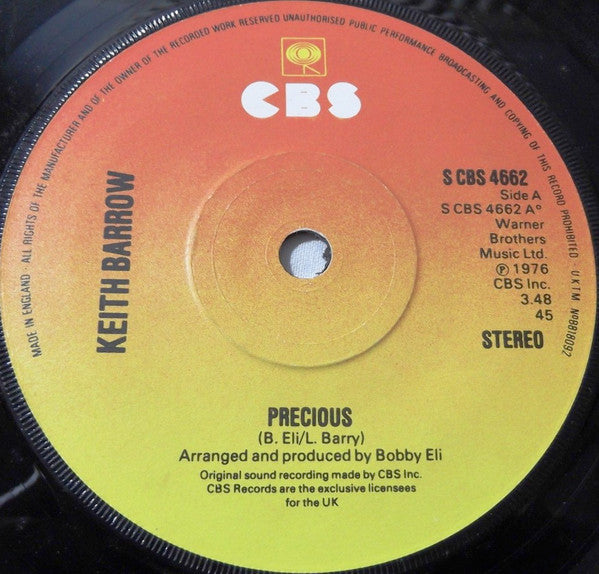 MADE IN ENGLAND · ALL RIGHTS OF THE MANUFACTURER AND OF THE OWNER OF THE RECORDED WORK RESERVED UNAUTHORISED PUBLIC PERFORMANCE BROADCASTING AND COPYING OF THIS RECORD PROHIBITED · U.K.T.M. Nº8818092
CBS
KEITH BARROW
S CBS 4662
Side A
S CBS 4662 Aº
Warner
Brothers
Music Ltd.
℗ 1976
CBS Inc.
3.48
45
STEREO
PRECIOUS
(B. Eli/L. Barry)
Arranged and produced by Bobby Eli
Original sound recording made by CBS Inc.
CBS Records are the exclusive licensees
for the UK